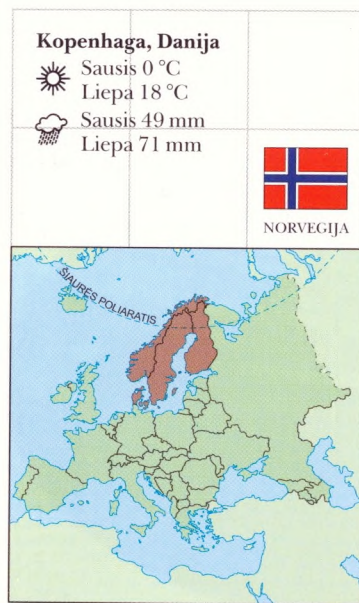 Kopenhaga, Danija
Sausis 0 °C
Liepa 18 °C
Sausis 49 mm
Liepa 71 mm
NORVEGIJA
ŠIAURĖS POLIARATIS